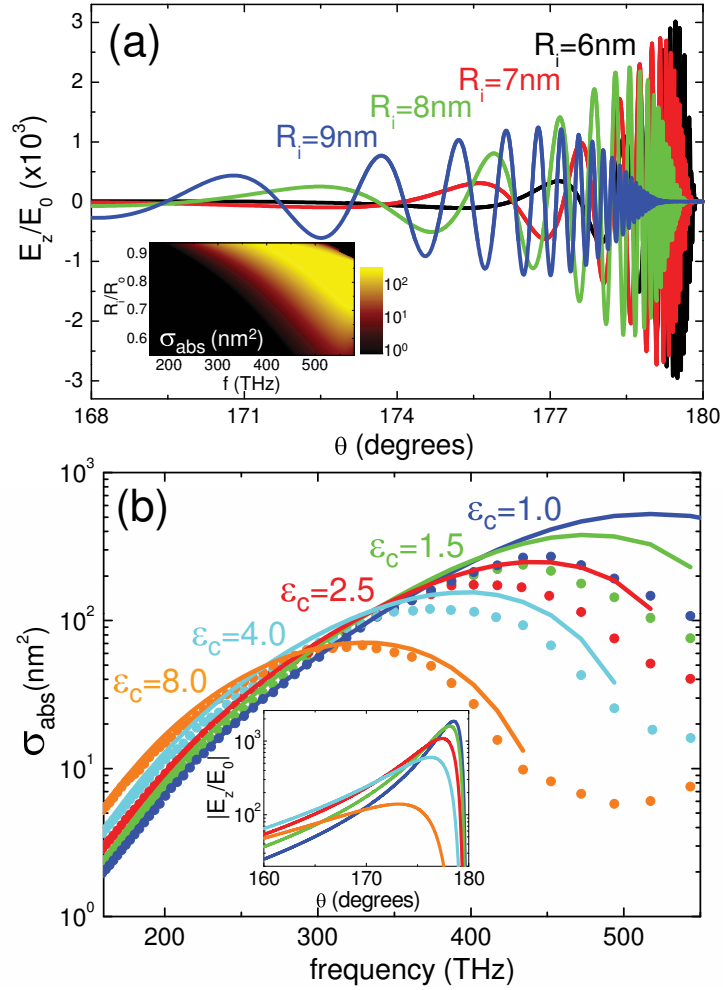 (a)
R_i=6nm
R_i=7nm
R_i=8nm
R_i=9nm
E_z/E_0 (x10^3)
3
2
1
0
-1
-2
-3
168
171
174
177
180
θ (degrees)
R_i/R_o
0.9
0.8
0.7
0.6
σ_abs (nm²)
10^2
10^1
10^0
200
300
400
500
f (THz)
(b)
ε_c=1.0
ε_c=1.5
ε_c=2.5
ε_c=4.0
ε_c=8.0
σ_abs(nm²)
10^3
10^2
10^1
10^0
|E_z/E_0|
10^3
10^2
160
170
180
θ (degrees)
200
300
400
500
frequency (THz)